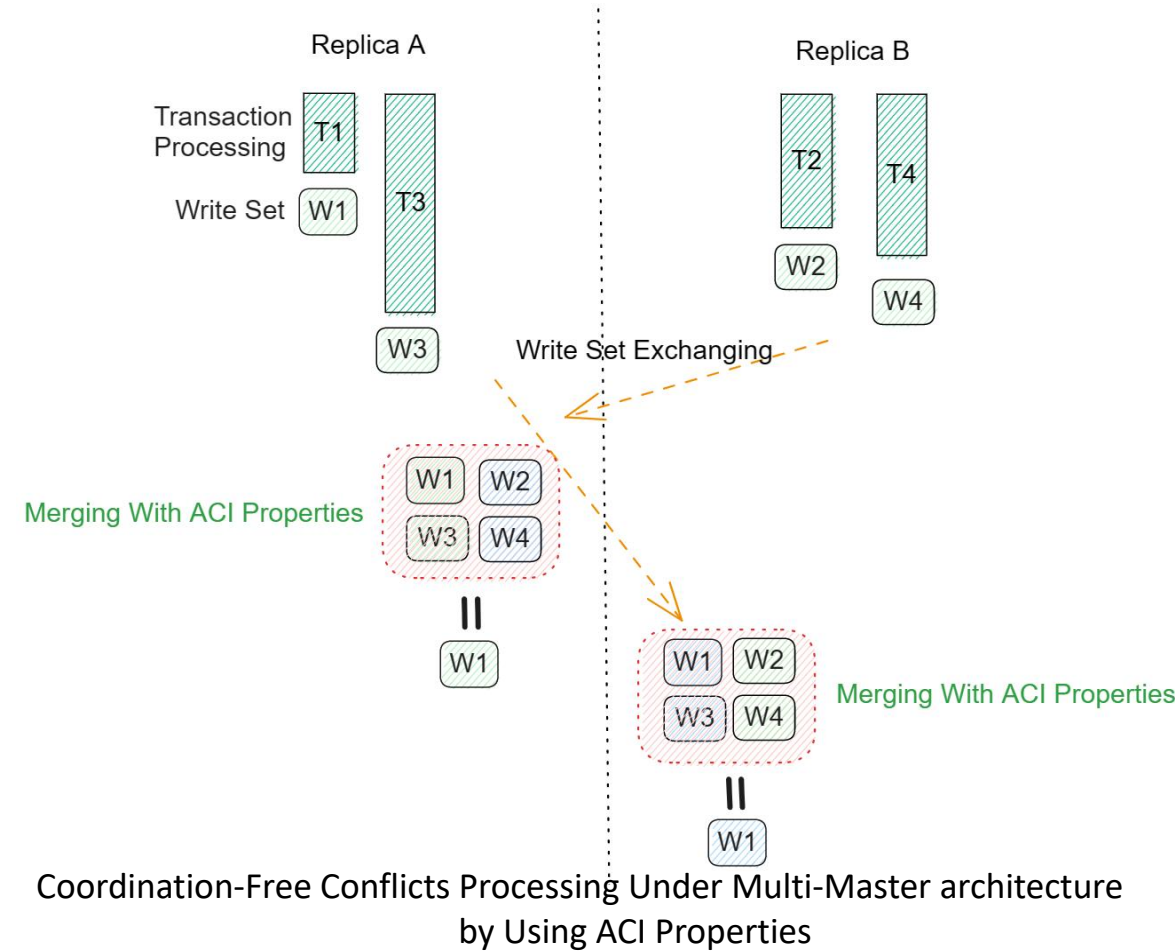 Replica A
Replica B
Transaction
Processing
T1
T3
T2
T4
Write Set
W1
W2
W4
W3
Write Set Exchanging
W1
W2
W3
W4
Merging With ACI Properties
W1
W1
W2
W3
W4
Merging With ACI Properties
W1
Coordination-Free Conflicts Processing Under Multi-Master architecture
by Using ACI Properties